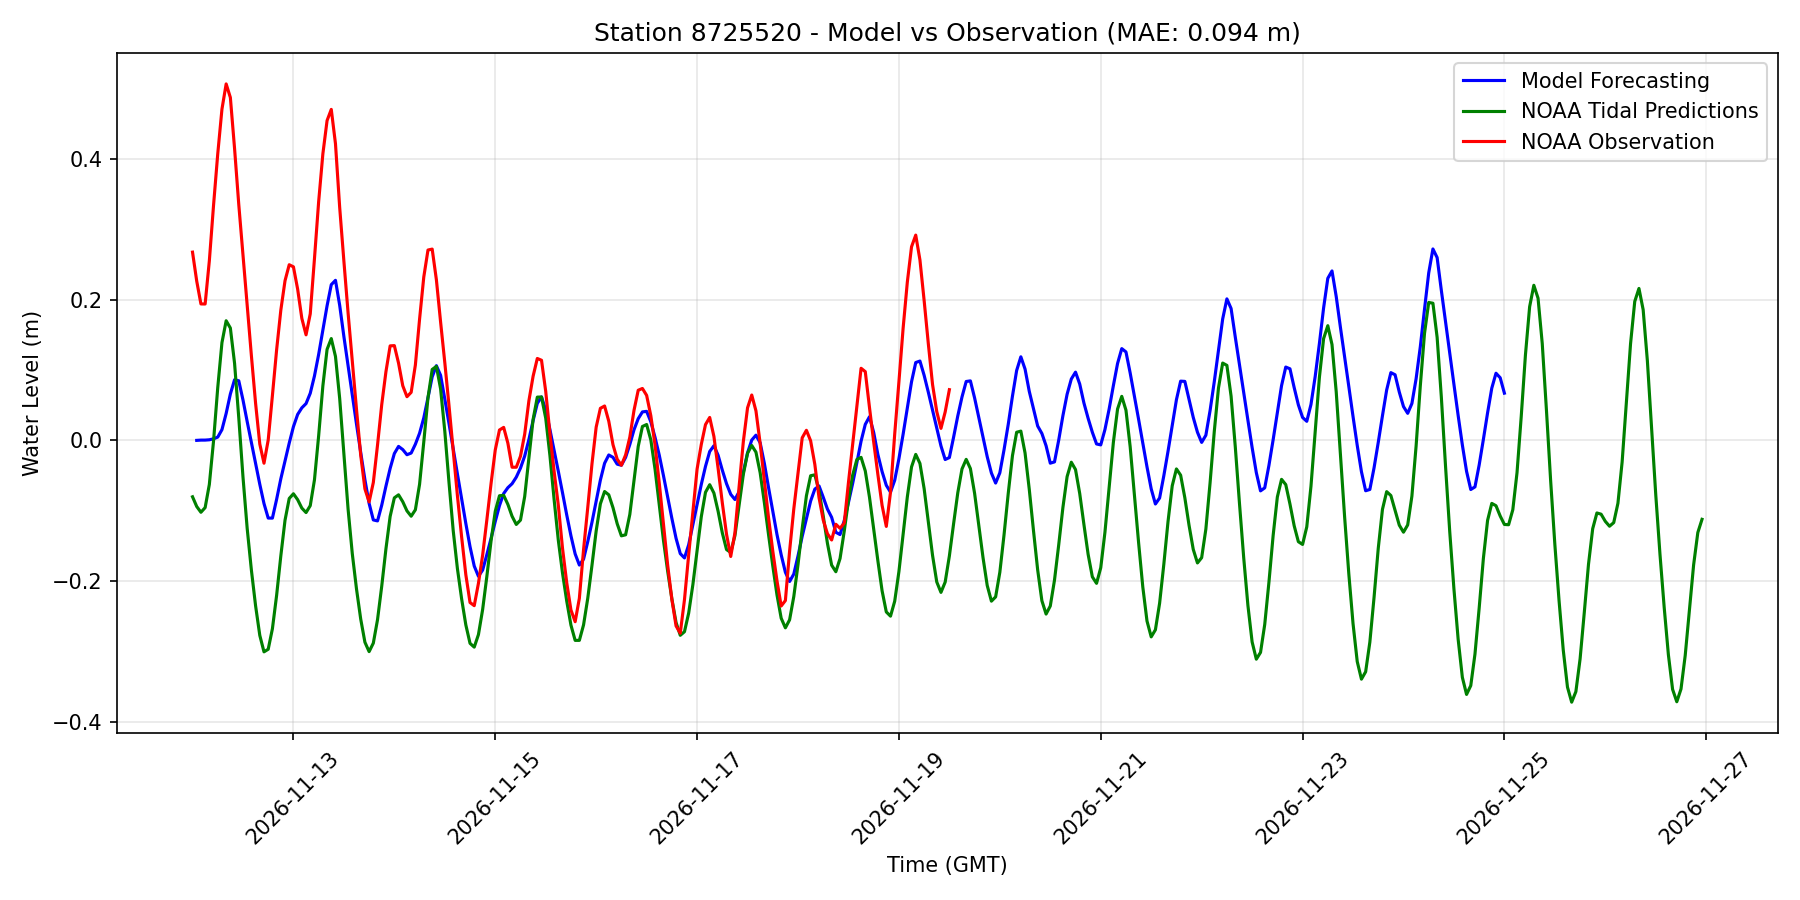 Station 8725520 - Model vs Observation (MAE: 0.094 m)
Model Forecasting
NOAA Tidal Predictions
NOAA Observation
Water Level (m)
0.4
0.2
0.0
−0.2
−0.4
2026-11-13
2026-11-15
2026-11-17
2026-11-19
2026-11-21
2026-11-23
2026-11-25
2026-11-27
Time (GMT)